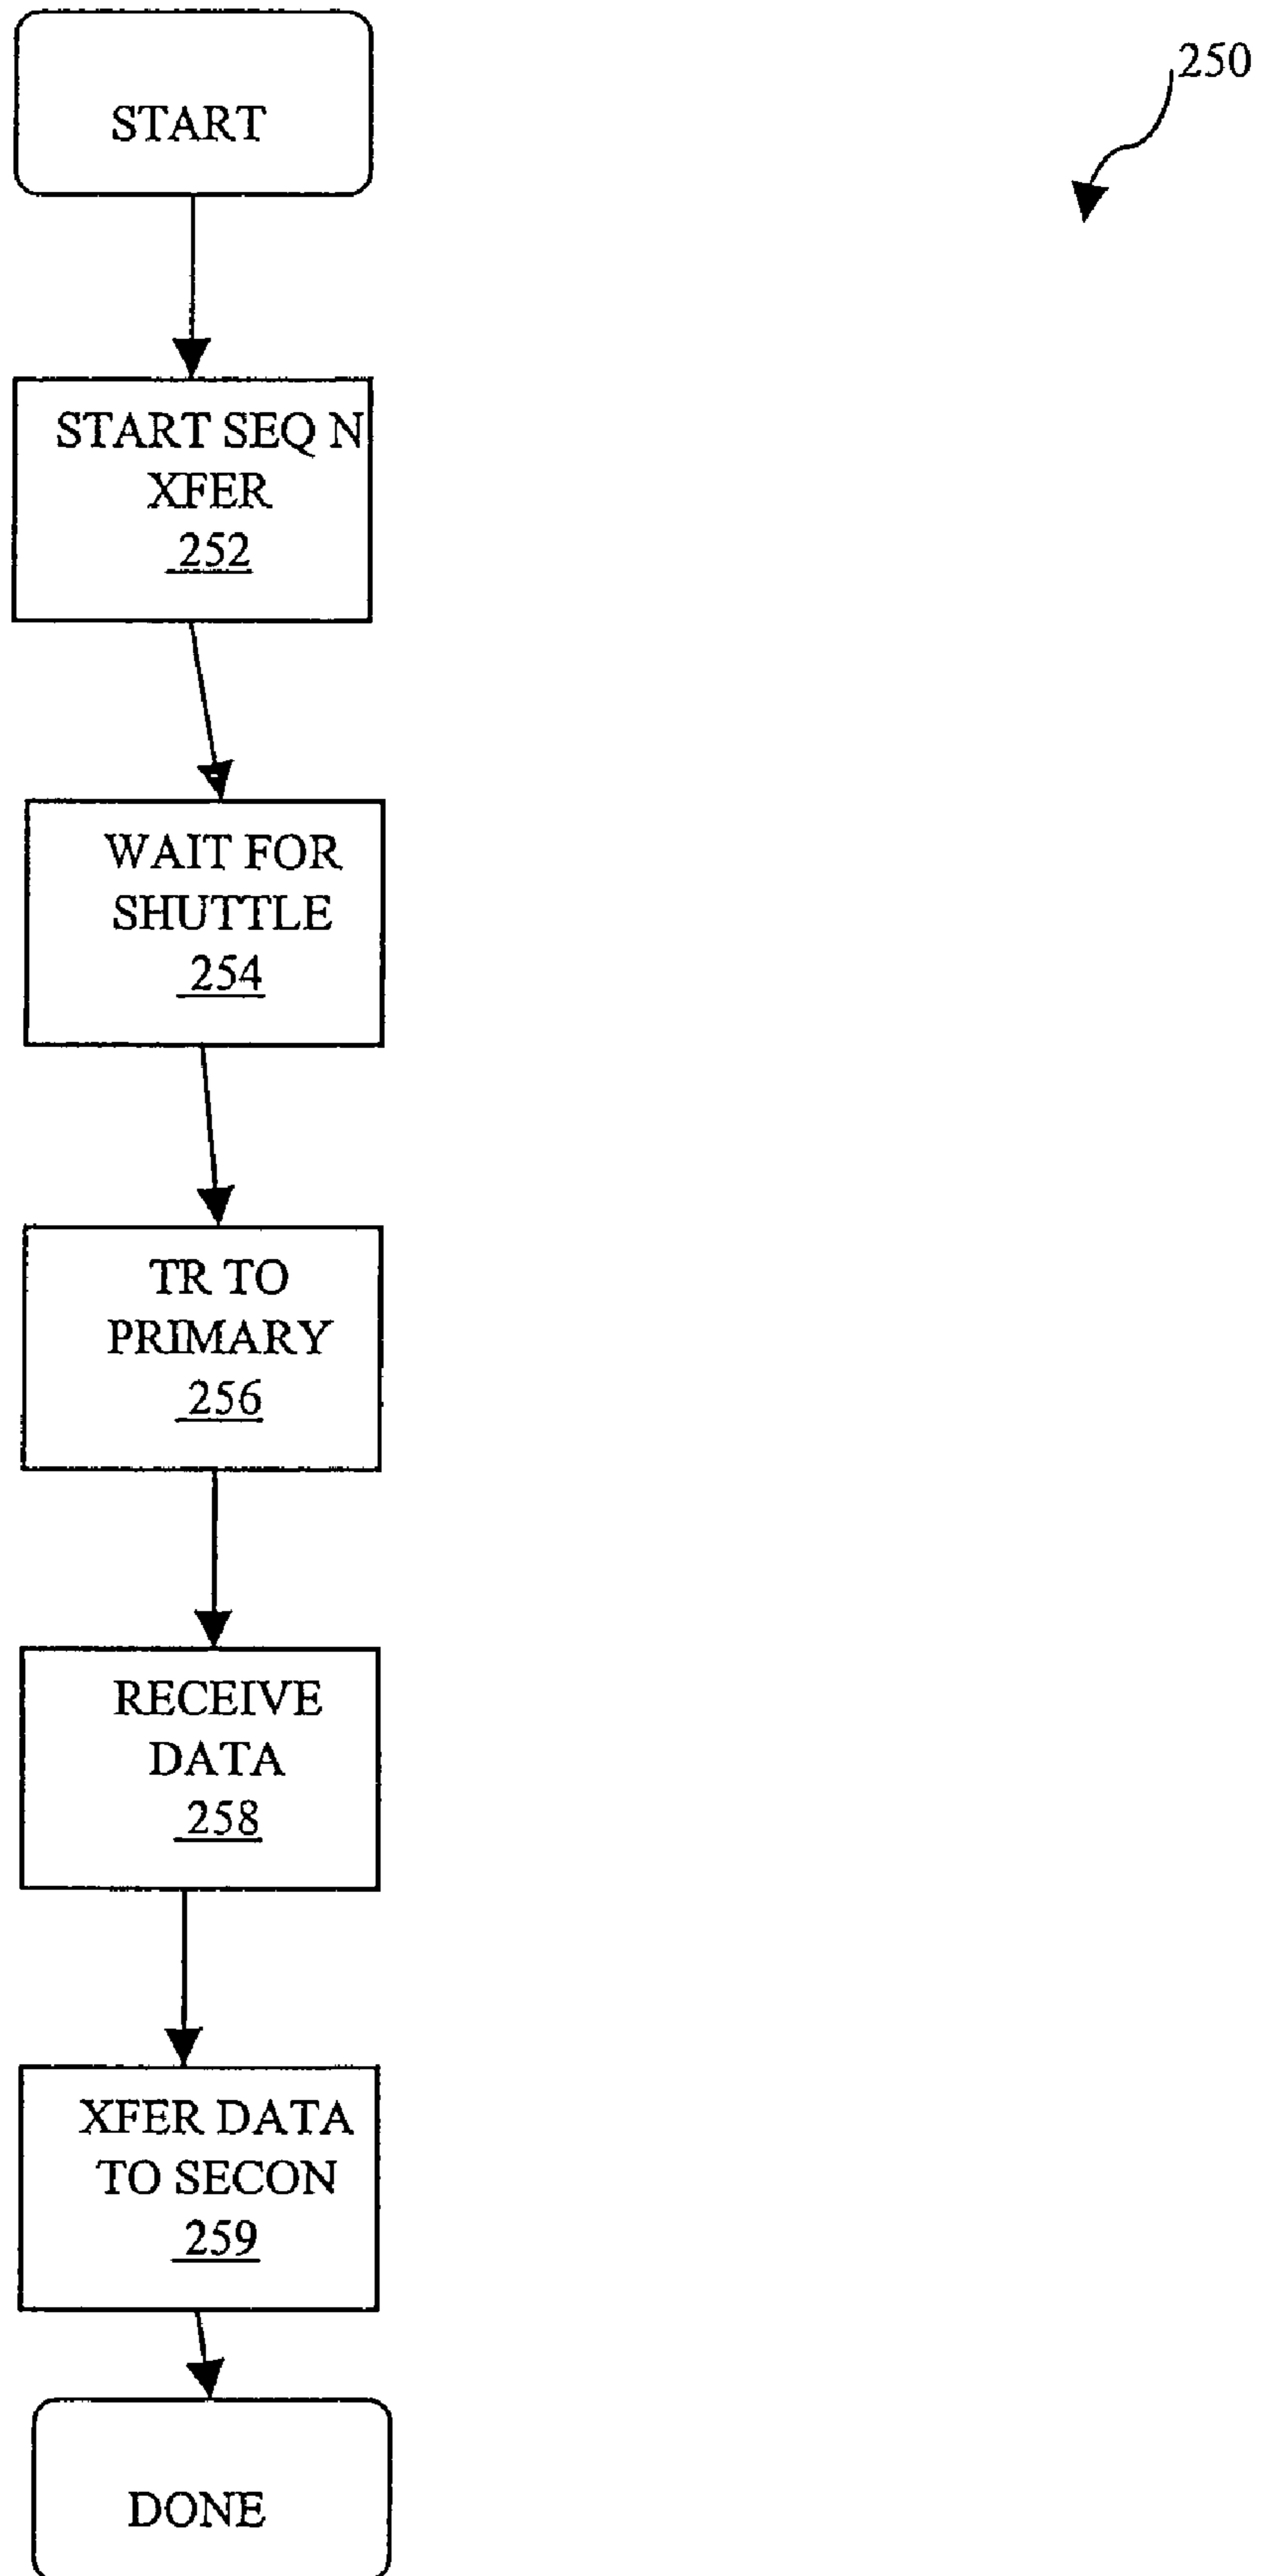 START
250
START SEQ N
XFER
252
WAIT FOR
SHUTTLE
254
TR TO
PRIMARY
256
RECEIVE
DATA
258
XFER DATA
TO SECON
259
DONE